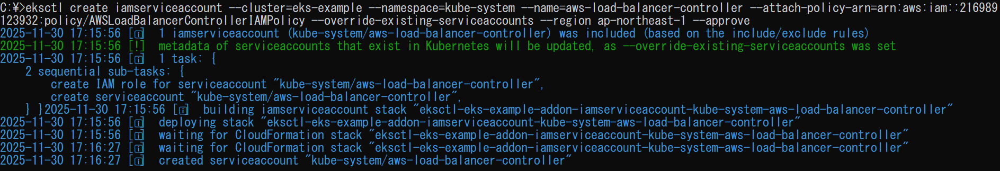 C:¥>eksctl create iamserviceaccount --cluster=eks-example --namespace=kube-system --name=aws-load-balancer-controller --attach-policy-arn=arn:aws:iam::216989
123932:policy/AWSLoadBalancerControllerIAMPolicy --override-existing-serviceaccounts --region ap-northeast-1 --approve
2025-11-30 17:15:56 [ℹ]  1 iamserviceaccount (kube-system/aws-load-balancer-controller) was included (based on the include/exclude rules)
2025-11-30 17:15:56 [!]  metadata of serviceaccounts that exist in Kubernetes will be updated, as --override-existing-serviceaccounts was set
2025-11-30 17:15:56 [ℹ]  1 task: {
    2 sequential sub-tasks: {
        create IAM role for serviceaccount "kube-system/aws-load-balancer-controller",
        create serviceaccount "kube-system/aws-load-balancer-controller",
    } }2025-11-30 17:15:56 [ℹ]  building iamserviceaccount stack "eksctl-eks-example-addon-iamserviceaccount-kube-system-aws-load-balancer-controller"
2025-11-30 17:15:56 [ℹ]  deploying stack "eksctl-eks-example-addon-iamserviceaccount-kube-system-aws-load-balancer-controller"
2025-11-30 17:15:56 [ℹ]  waiting for CloudFormation stack "eksctl-eks-example-addon-iamserviceaccount-kube-system-aws-load-balancer-controller"
2025-11-30 17:16:27 [ℹ]  waiting for CloudFormation stack "eksctl-eks-example-addon-iamserviceaccount-kube-system-aws-load-balancer-controller"
2025-11-30 17:16:27 [ℹ]  created serviceaccount "kube-system/aws-load-balancer-controller"